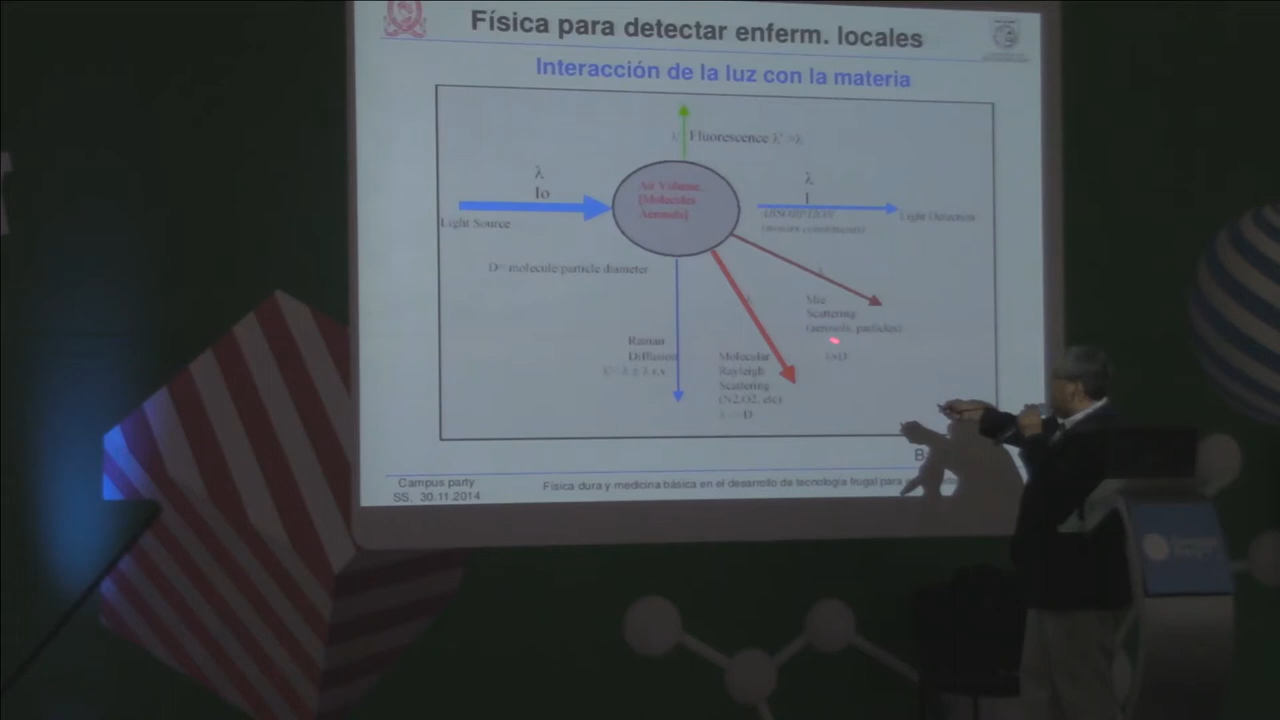 Física para detectar enferm. locales
Interacción de la luz con la materia
Fluorescence
λ
Io
Light Source
Air Volume
[Molecules
Aerosols]
λ
I
Light Detection
D= molecule/particle diameter
Mie
Scattering
(aerosols, particles)
Raman
Diffusion
Molecular
Rayleigh
Scattering
(N2,O2, etc)
B
Campus party
SS. 30.11.2014
Física dura y medicina básica en el desarrollo de tecnología frugal para